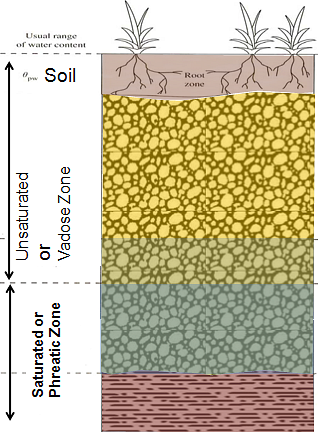 Usual range
of water content
θpw Soil
Root
zone
Unsaturated
or
Vadose Zone
Saturated or
Phreatic Zone